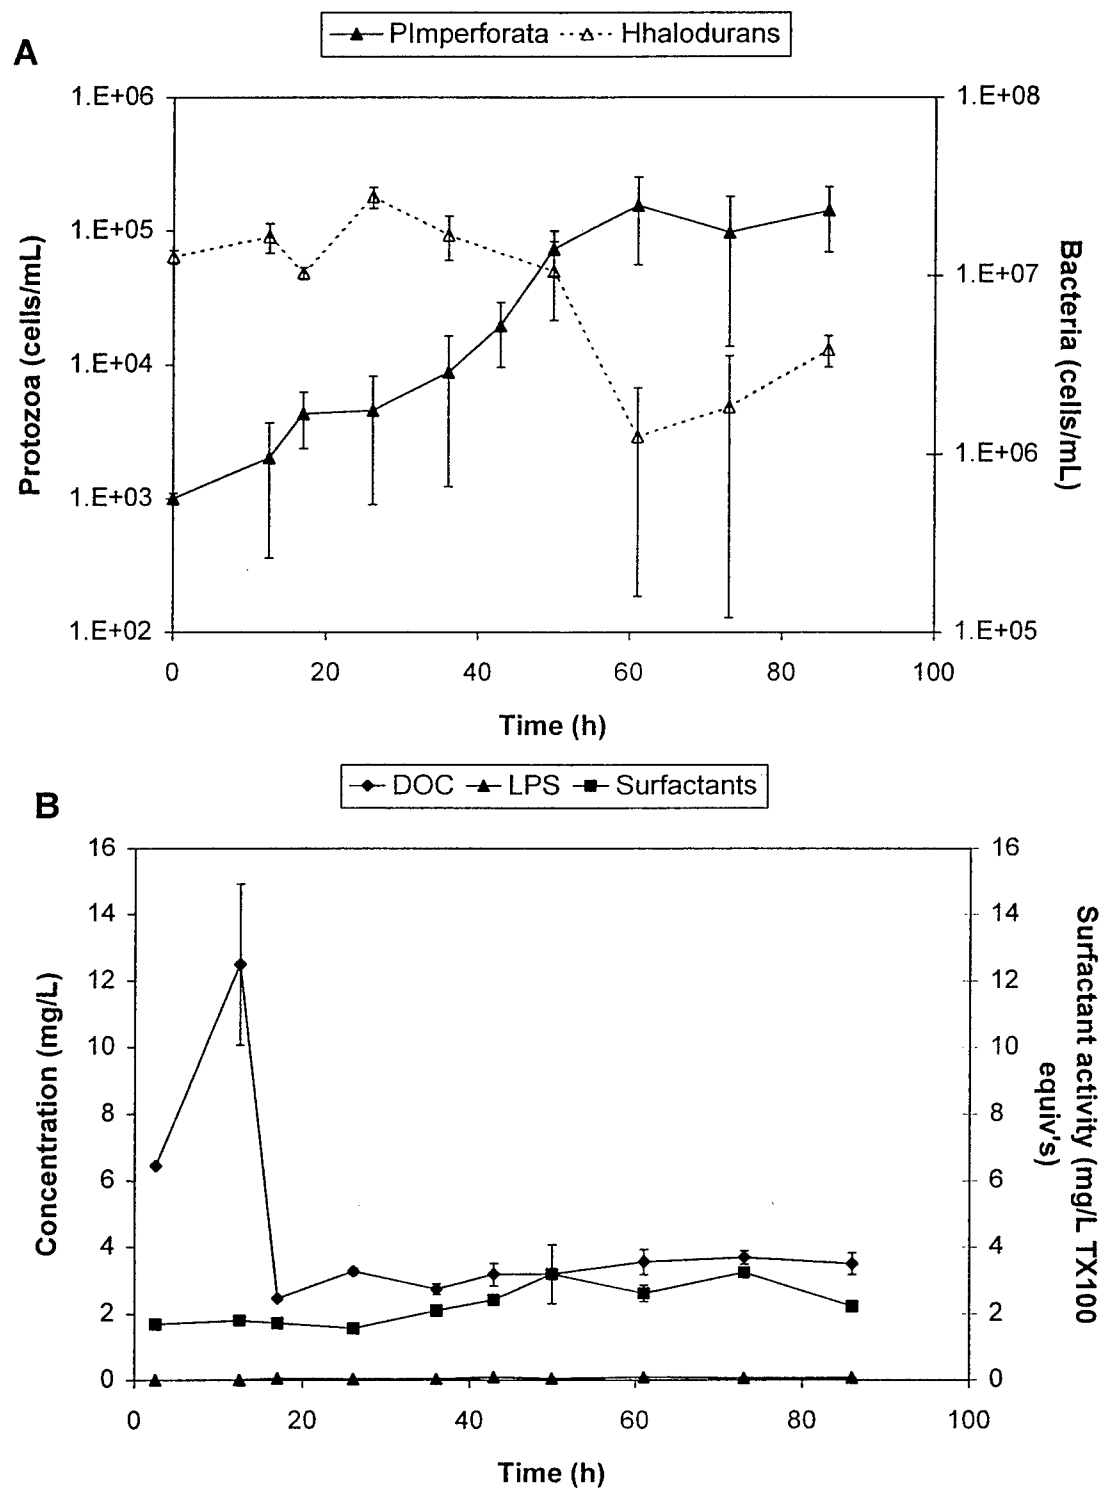 A
PImperforata Hhalodurans
1.E+06
1.E+05
1.E+04
1.E+03
1.E+02
1.E+08
1.E+07
1.E+06
1.E+05
Protozoa (cells/mL)
Bacteria (cells/mL)
0 20 40 60 80 100
Time (h)
B
DOC LPS Surfactants
16
14
12
10
8
6
4
2
0
16
14
12
10
8
6
4
2
0
Concentration (mg/L)
Surfactant activity (mg/L TX100
equiv's)
0 20 40 60 80 100
Time (h)